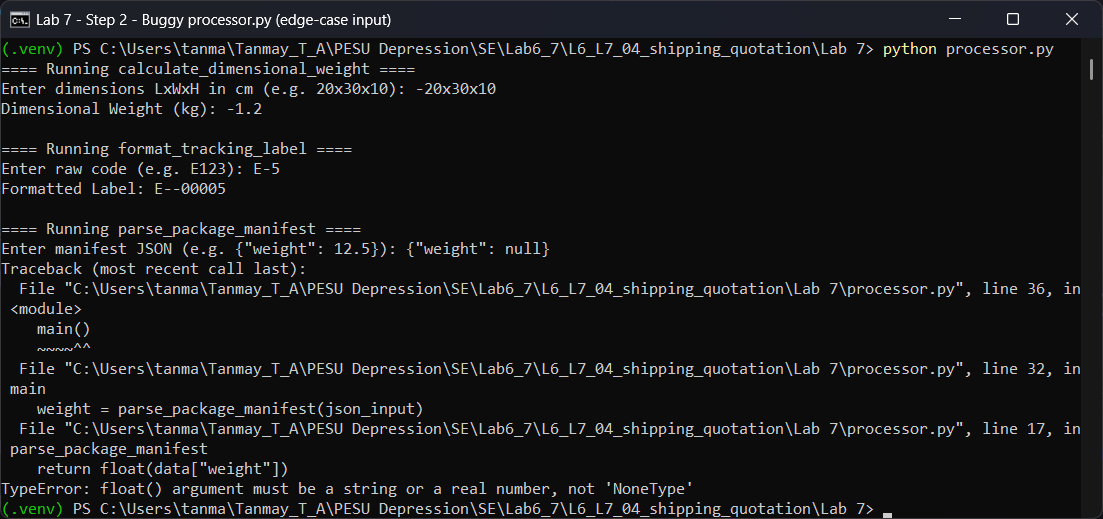 Lab 7 - Step 2 - Buggy processor.py (edge-case input)
(.venv) PS C:\Users\tanma\Tanmay_T_A\PESU Depression\SE\Lab6_7\L6_L7_04_shipping_quotation\Lab 7> python processor.py
==== Running calculate_dimensional_weight ====
Enter dimensions LxWxH in cm (e.g. 20x30x10): -20x30x10
Dimensional Weight (kg): -1.2
==== Running format_tracking_label ====
Enter raw code (e.g. E123): E-5
Formatted Label: E--00005
==== Running parse_package_manifest ====
Enter manifest JSON (e.g. {"weight": 12.5}): {"weight": null}
Traceback (most recent call last):
  File "C:\Users\tanma\Tanmay_T_A\PESU Depression\SE\Lab6_7\L6_L7_04_shipping_quotation\Lab 7\processor.py", line 36, in
 <module>
    main()
    ~~~~^^
  File "C:\Users\tanma\Tanmay_T_A\PESU Depression\SE\Lab6_7\L6_L7_04_shipping_quotation\Lab 7\processor.py", line 32, in
 main
    weight = parse_package_manifest(json_input)
  File "C:\Users\tanma\Tanmay_T_A\PESU Depression\SE\Lab6_7\L6_L7_04_shipping_quotation\Lab 7\processor.py", line 17, in
 parse_package_manifest
    return float(data["weight"])
TypeError: float() argument must be a string or a real number, not 'NoneType'
(.venv) PS C:\Users\tanma\Tanmay_T_A\PESU Depression\SE\Lab6_7\L6_L7_04_shipping_quotation\Lab 7>